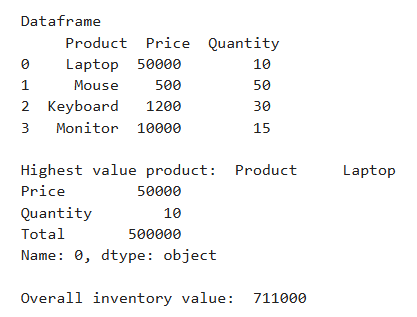 Dataframe
Product Price Quantity
0 Laptop 50000 10
1 Mouse 500 50
2 Keyboard 1200 30
3 Monitor 10000 15
Highest value product: Product Laptop
Price 50000
Quantity 10
Total 500000
Name: 0, dtype: object
Overall inventory value: 711000